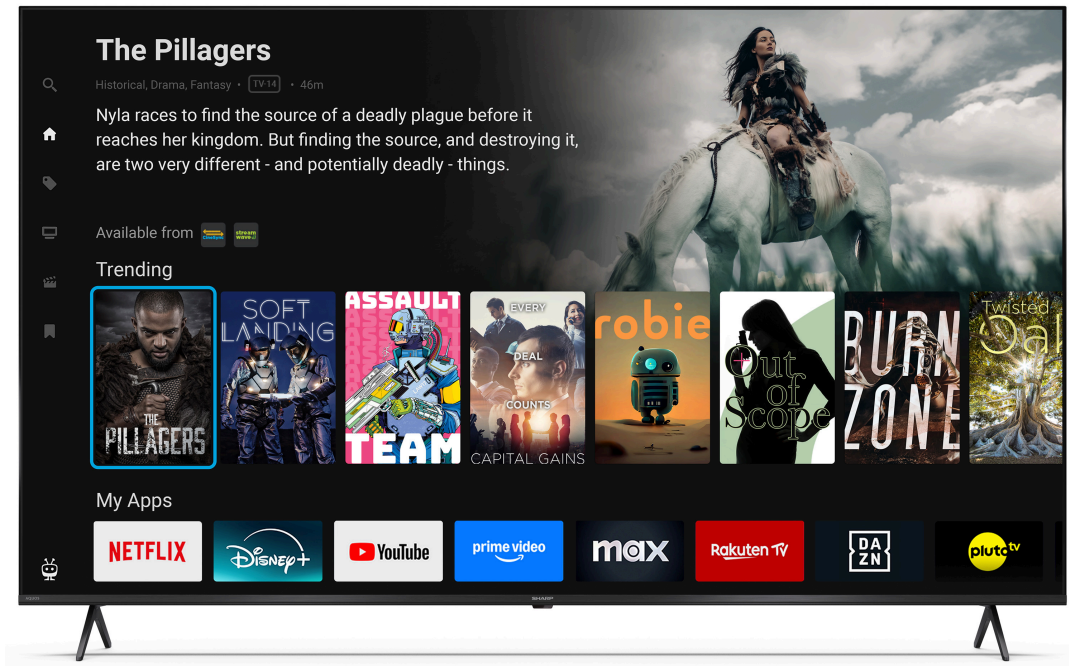 The Pillagers
Historical, Drama, Fantasy • TV-14 • 46m
Nyla races to find the source of a deadly plague before it
reaches her kingdom. But finding the source, and destroying it,
are two very different - and potentially deadly - things.
Available from
stream
wave
Trending
THE
PILLAGERS
SOFT
LANDING
ASSAULT
TEAM
EVERY
DEAL
COUNTS
CAPITAL GAINS
robie
Out
of
Scope
BURN
ZONE
Twisted
Oak
My Apps
NETFLIX
Disney+
YouTube
prime video
max
Rakuten TV
DA
ZN
pluto tv
SHARP